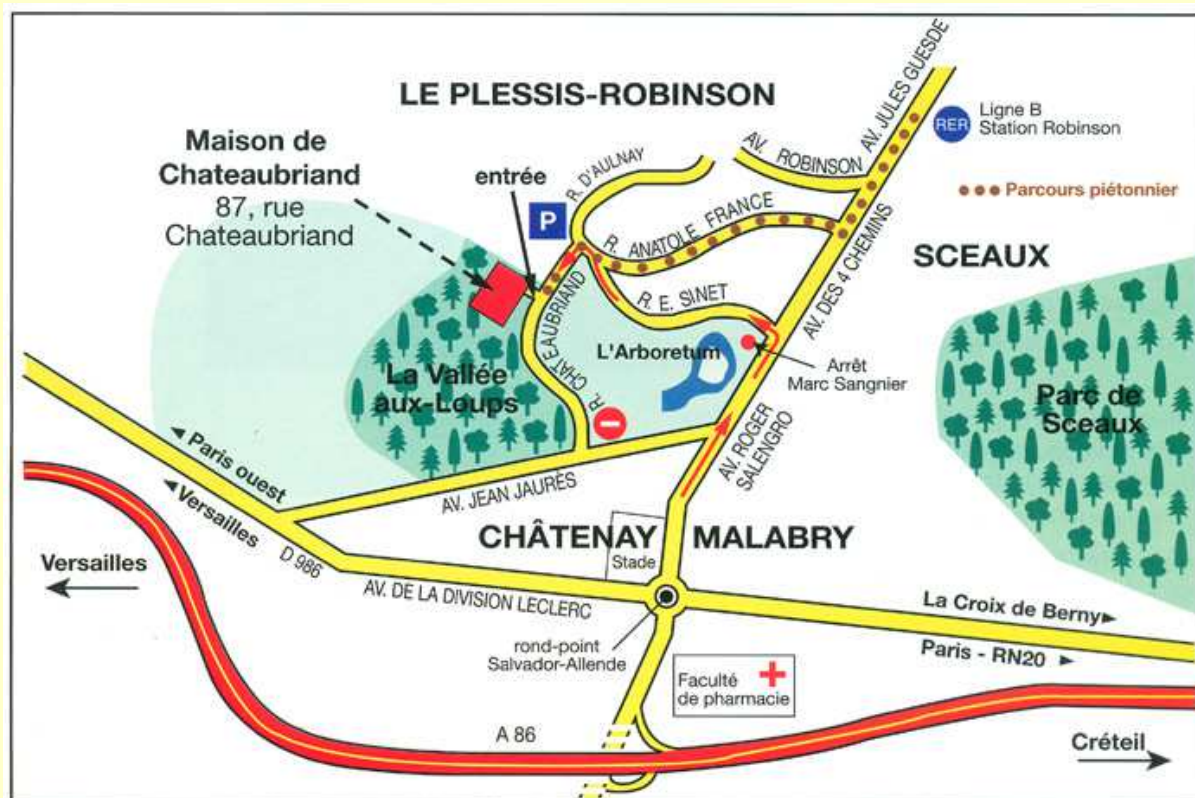 LE PLESSIS-ROBINSON
Maison de
Chateaubriand
87, rue
Chateaubriand
entrée
P
R. D'AULNAY
AV. ROBINSON
AV. JULES GUESDE
RER
Ligne B
Station Robinson
Parcours piétonnier
R. ANATOLE FRANCE
SCEAUX
AV. DES 4 CHEMINS
R. E. SINET
R. CHATEAUBRIAND
L'Arboretum
Arrêt
Marc Sangnier
La Vallée
aux-Loups
Parc de
Sceaux
AV. ROGER
SALENGRO
AV. JEAN JAURÈS
Paris ouest
Versailles
D 986
CHÂTENAY MALABRY
Stade
Versailles
AV. DE LA DIVISION LECLERC
La Croix de Berny
Paris - RN20
rond-point
Salvador-Allende
Faculté
de pharmacie
A 86
Créteil